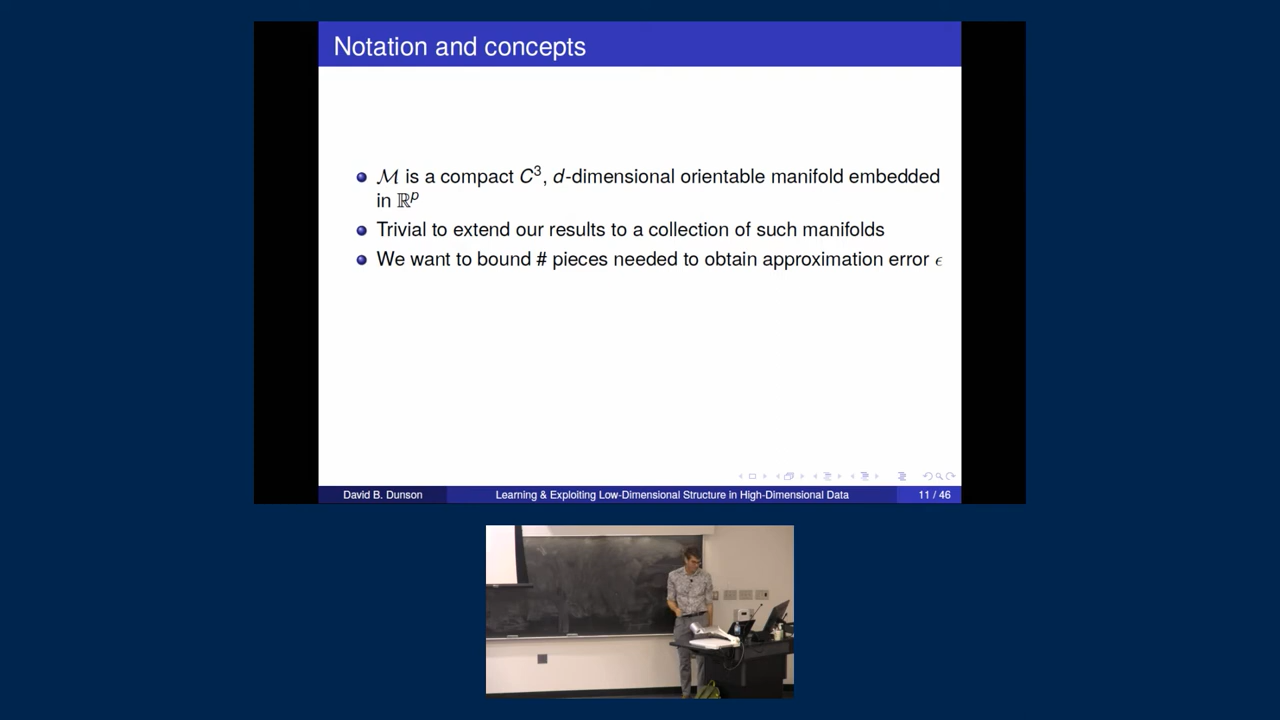 Notation and concepts
ℳ is a compact C³, d-dimensional orientable manifold embedded
in ℝᵖ
Trivial to extend our results to a collection of such manifolds
We want to bound # pieces needed to obtain approximation error ϵ
David B. Dunson
Learning & Exploiting Low-Dimensional Structure in High-Dimensional Data
11 / 46